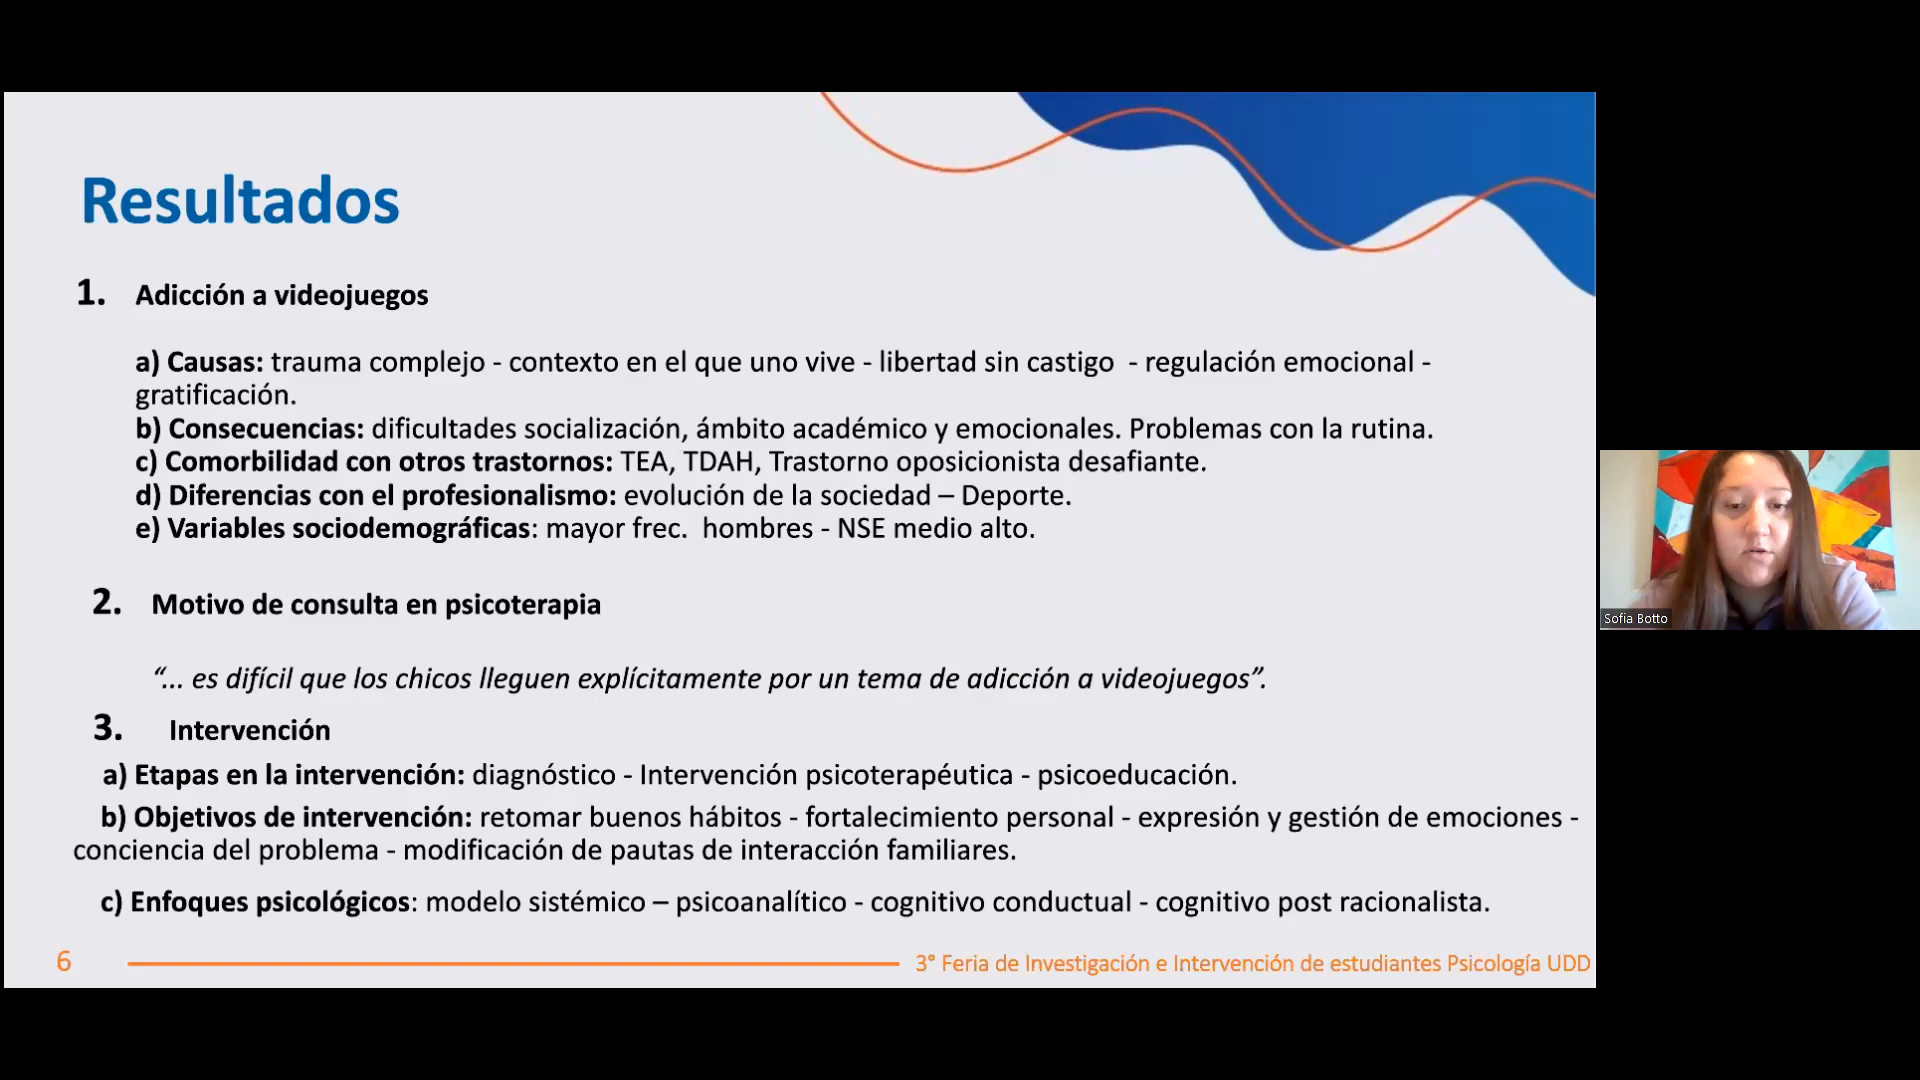 Resultados
1. Adicción a videojuegos
a) Causas: trauma complejo - contexto en el que uno vive - libertad sin castigo - regulación emocional -
gratificación.
b) Consecuencias: dificultades socialización, ámbito académico y emocionales. Problemas con la rutina.
c) Comorbilidad con otros trastornos: TEA, TDAH, Trastorno oposicionista desafiante.
d) Diferencias con el profesionalismo: evolución de la sociedad – Deporte.
e) Variables sociodemográficas: mayor frec. hombres - NSE medio alto.
2. Motivo de consulta en psicoterapia
“... es difícil que los chicos lleguen explícitamente por un tema de adicción a videojuegos”.
3. Intervención
a) Etapas en la intervención: diagnóstico - Intervención psicoterapéutica - psicoeducación.
b) Objetivos de intervención: retomar buenos hábitos - fortalecimiento personal - expresión y gestión de emociones -
conciencia del problema - modificación de pautas de interacción familiares.
c) Enfoques psicológicos: modelo sistémico – psicoanalítico - cognitivo conductual - cognitivo post racionalista.
6
3° Feria de Investigación e Intervención de estudiantes Psicología UDD
Sofia Botto